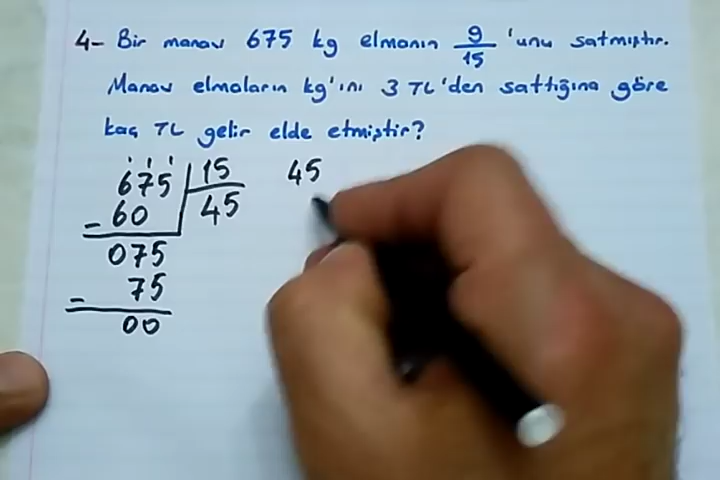 4- Bir manav 675 kg elmanın 9/15 'unu satmıştır.
Manav elmaların kg'ını 3 TL'den sattığına göre
kaç TL gelir elde etmiştir?
675 | 15
- 60 | 45
075
- 75
00
45